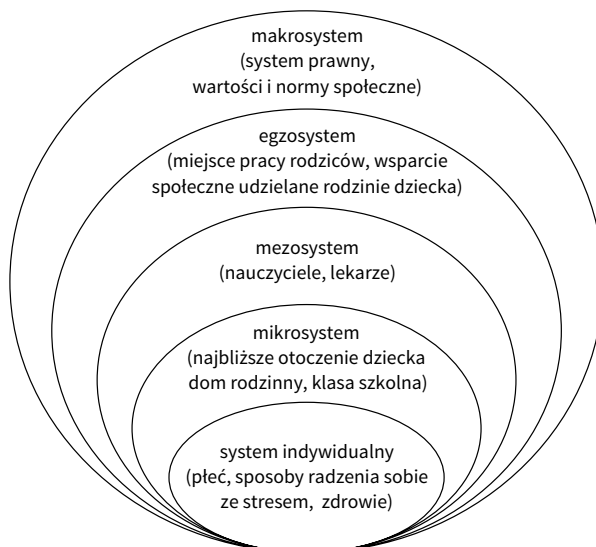 makrosystem
(system prawny,
wartości i normy społeczne)
egzosystem
(miejsce pracy rodziców, wsparcie
społeczne udzielane rodzinie dziecka)
mezosystem
(nauczyciele, lekarze)
mikrosystem
(najbliższe otoczenie dziecka
dom rodzinny, klasa szkolna)
system indywidualny
(płeć, sposoby radzenia sobie
ze stresem, zdrowie)